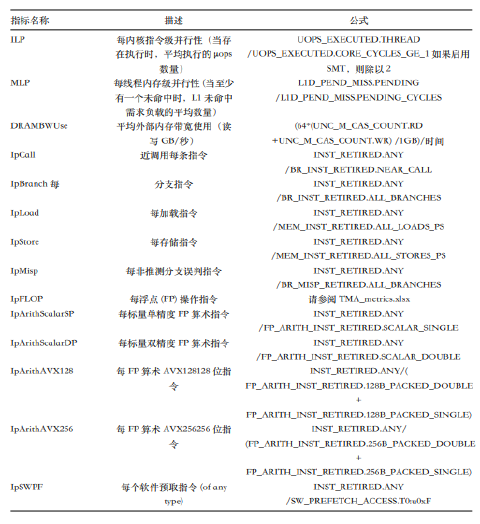 指标名称 描述 公式
ILP 每内核指令级并行性（当存 UOPS_EXECUTED.THREAD
在执行时，平均执行的 μops /UOPS_EXECUTED.CORE_CYCLES_GE_1 如果启用
数量） SMT，则除以 2
MLP 每线程内存级并行性 (当至少 L1D_PEND_MISS.PENDING
有一个未命中时，L1 未命中 /L1D_PEND_MISS.PENDING_CYCLES
需求负载的平均数量)
DRAMBWUse 平均外部内存带宽使用（读 (64*(UNC_M_CAS_COUNT.RD
写 GB/秒） +UNC_M_CAS_COUNT.WR) /1GB)/时间
IpCall 近调用每条指令 INST_RETIRED.ANY
/BR_INST_RETIRED.NEAR_CALL
IpBranch 每 分支指令 INST_RETIRED.ANY
/BR_INST_RETIRED.ALL_BRANCHES
IpLoad 每加载指令 INST_RETIRED.ANY
/MEM_INST_RETIRED.ALL_LOADS_PS
IpStore 每存储指令 INST_RETIRED.ANY
/MEM_INST_RETIRED.ALL_STORES_PS
IpMisp 每非推测分支误判指令 INST_RETIRED.ANY
/BR_MISP_RETIRED.ALL_BRANCHES
IpFLOP 每浮点 (FP) 操作指令 请参阅 TMA_metrics.xlsx
IpArithScalarSP 每标量单精度 FP 算术指令 INST_RETIRED.ANY
/FP_ARITH_INST_RETIRED.SCALAR_SINGLE
IpArithScalarDP 每标量双精度 FP 算术指令 INST_RETIRED.ANY
/FP_ARITH_INST_RETIRED.SCALAR_DOUBLE
IpArithAVX128 每 FP 算术 AVX128128 位指 INST_RETIRED.ANY/(
令 FP_ARITH_INST_RETIRED.128B_PACKED_DOUBLE
+
FP_ARITH_INST_RETIRED.128B_PACKED_SINGLE)
IpArithAVX256 每 FP 算术 AVX256256 位指 INST_RETIRED.ANY/
令 (FP_ARITH_INST_RETIRED.256B_PACKED_DOUBLE
+
FP_ARITH_INST_RETIRED.256B_PACKED_SINGLE)
IpSWPF 每个软件预取指令 (of any INST_RETIRED.ANY
type) /SW_PREFETCH_ACCESS.T0:u0xF